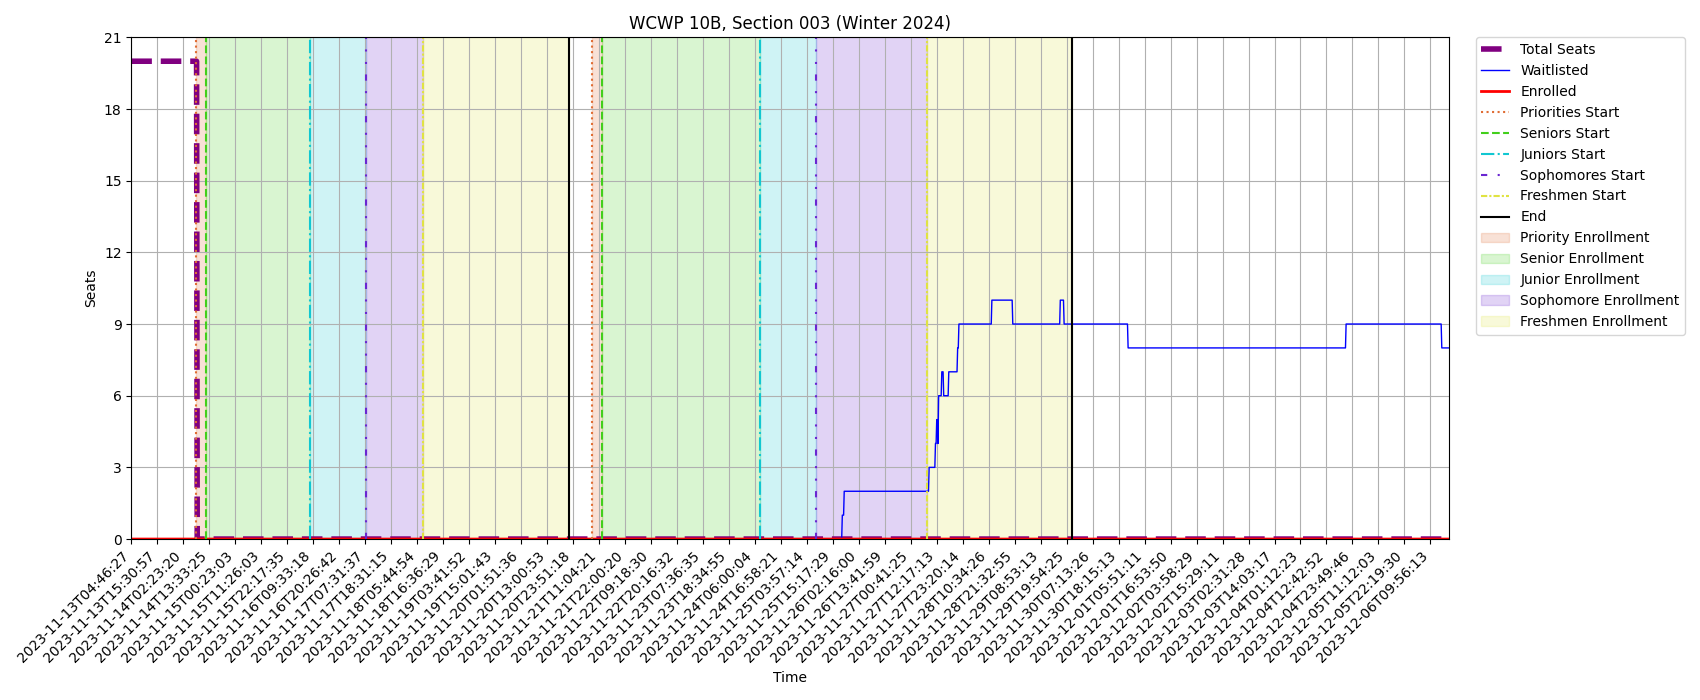 WCWP 10B, Section 003 (Winter 2024)
21
18
15
12
9
6
3
0
Seats
Total Seats
Waitlisted
Enrolled
Priorities Start
Seniors Start
Juniors Start
Sophomores Start
Freshmen Start
End
Priority Enrollment
Senior Enrollment
Junior Enrollment
Sophomore Enrollment
Freshmen Enrollment
2023-11-13T04:46:27
2023-11-13T15:30:57
2023-11-14T02:23:20
2023-11-14T13:33:25
2023-11-15T00:23:03
2023-11-15T11:26:03
2023-11-15T22:17:35
2023-11-16T09:33:18
2023-11-16T20:26:42
2023-11-17T07:31:37
2023-11-17T18:31:15
2023-11-18T05:44:54
2023-11-18T16:36:29
2023-11-19T03:41:52
2023-11-19T15:01:43
2023-11-20T01:51:36
2023-11-20T13:00:53
2023-11-20T23:51:18
2023-11-21T11:04:21
2023-11-21T22:00:20
2023-11-22T09:18:30
2023-11-22T20:16:32
2023-11-23T07:36:35
2023-11-23T18:34:55
2023-11-24T06:00:04
2023-11-24T16:58:21
2023-11-25T03:57:14
2023-11-25T15:17:29
2023-11-26T02:16:00
2023-11-26T13:41:59
2023-11-27T00:41:25
2023-11-27T12:17:13
2023-11-27T23:20:14
2023-11-28T10:34:26
2023-11-28T21:32:55
2023-11-29T08:53:13
2023-11-29T19:54:25
2023-11-30T07:13:26
2023-11-30T18:15:13
2023-12-01T05:51:11
2023-12-01T16:53:50
2023-12-02T03:58:29
2023-12-02T15:29:11
2023-12-03T02:31:28
2023-12-03T14:03:17
2023-12-04T01:12:23
2023-12-04T12:42:52
2023-12-04T23:49:46
2023-12-05T11:12:03
2023-12-05T22:19:30
2023-12-06T09:56:13
Time